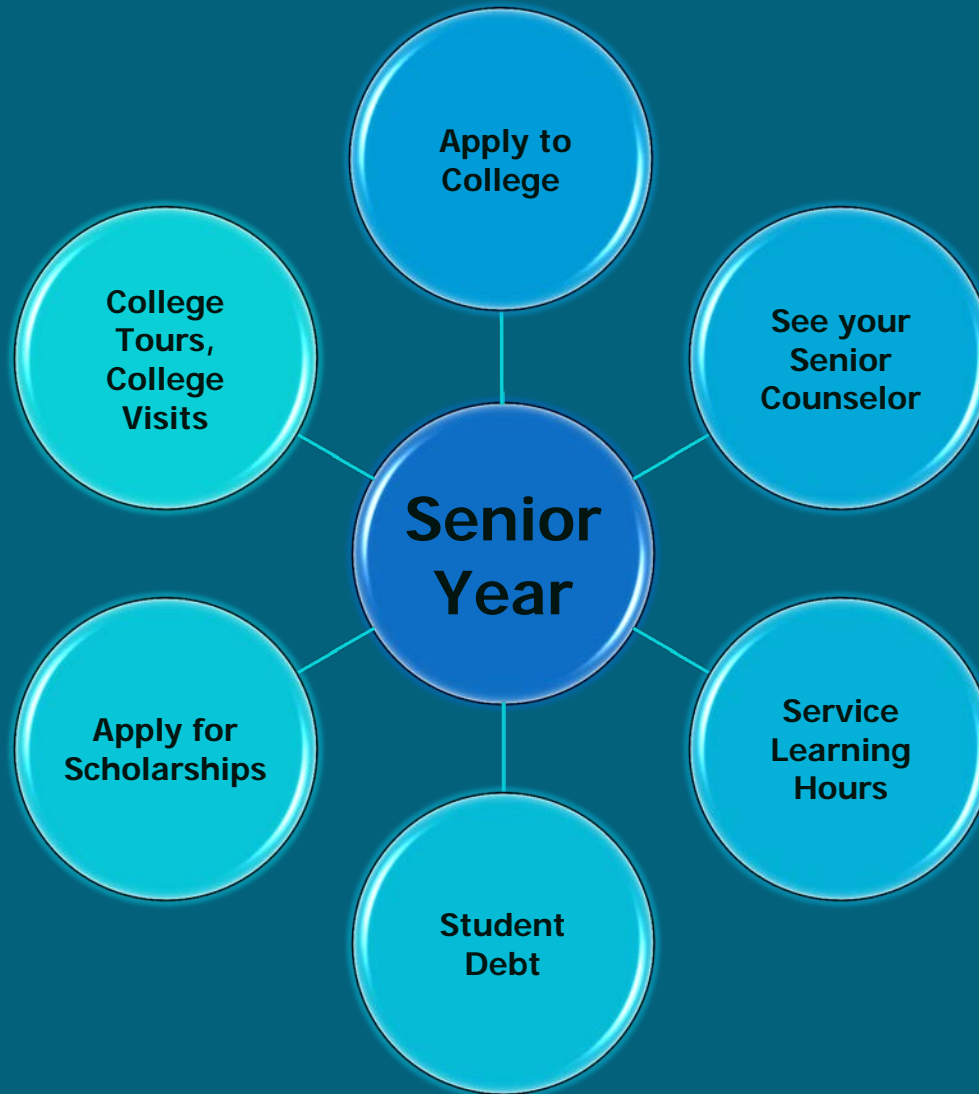 Apply to
College
See your
Senior
Counselor
Service
Learning
Hours
Student
Debt
Apply for
Scholarships
College
Tours,
College
Visits
Senior
Year